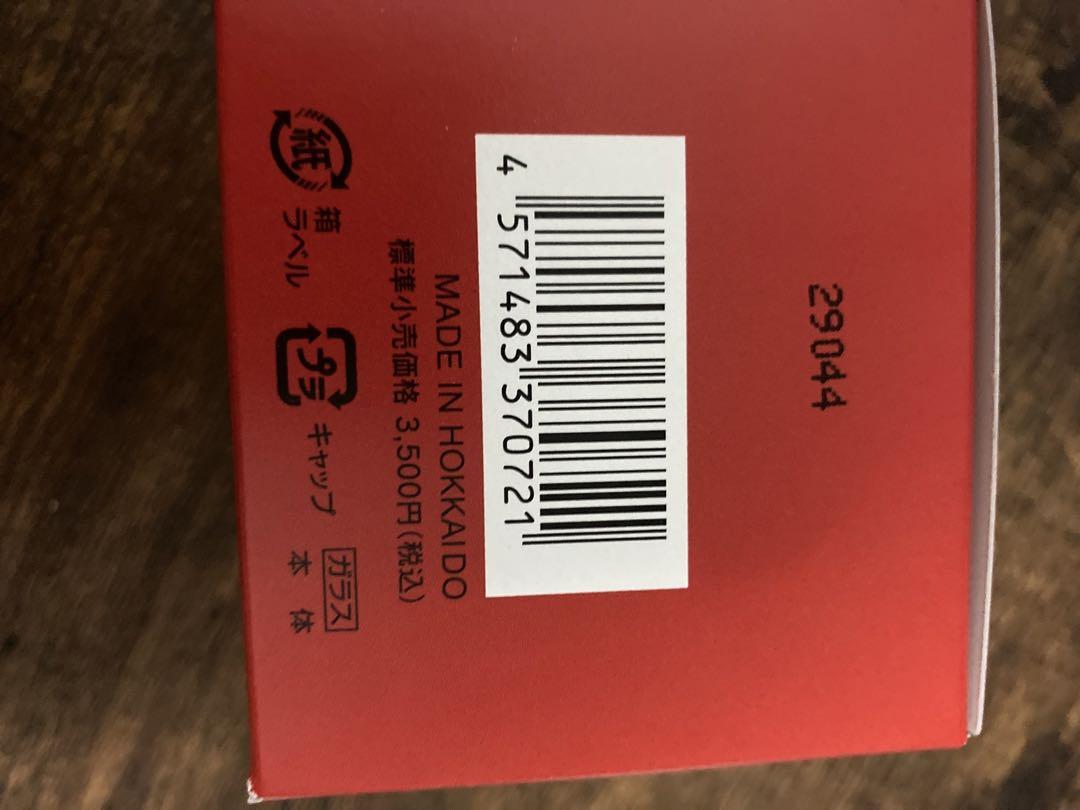 29044
4 571483 370721
MADE IN HOKKAIDO
標準小売価格 3,500円(税込)
紙
箱
ラベル
プラ
キャップ
ガラス
本体